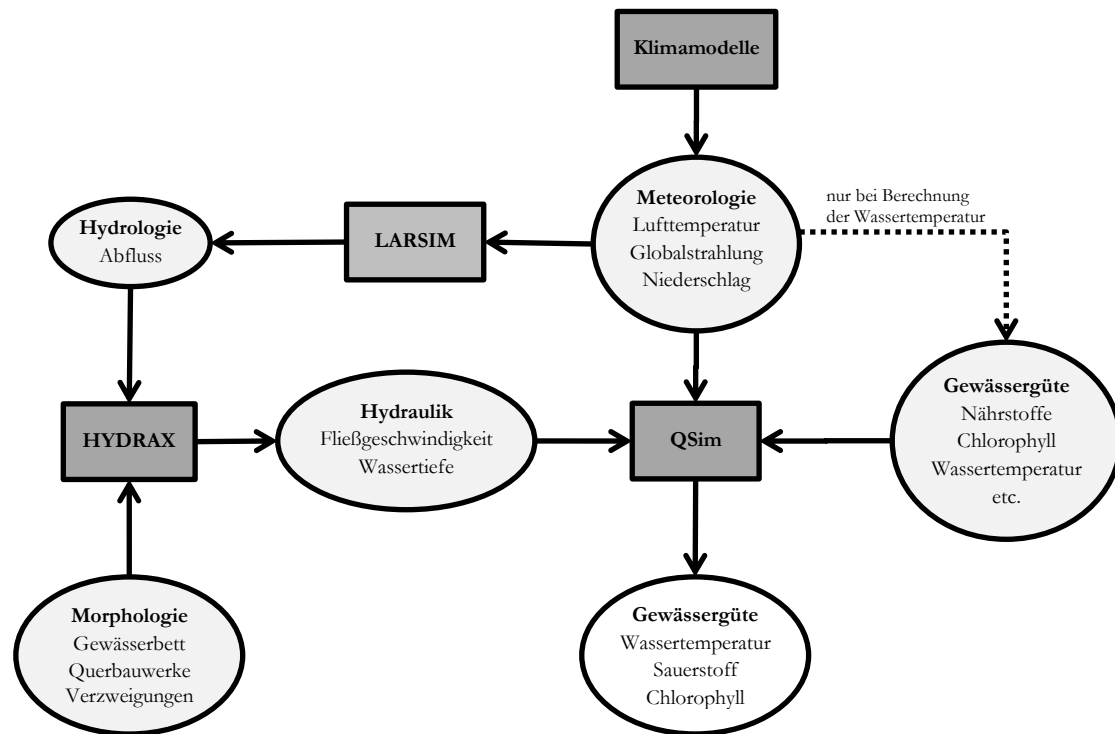 Klimamodelle
Meteorologie
Lufttemperatur
Globalstrahlung
Niederschlag
nur bei Berechnung
der Wassertemperatur
Hydrologie
Abfluss
LARSIM
HYDRAX
Hydraulik
Fließgeschwindigkeit
Wassertiefe
QSim
Gewässergüte
Nährstoffe
Chlorophyll
Wassertemperatur
etc.
Morphologie
Gewässerbett
Querbauwerke
Verzweigungen
Gewässergüte
Wassertemperatur
Sauerstoff
Chlorophyll